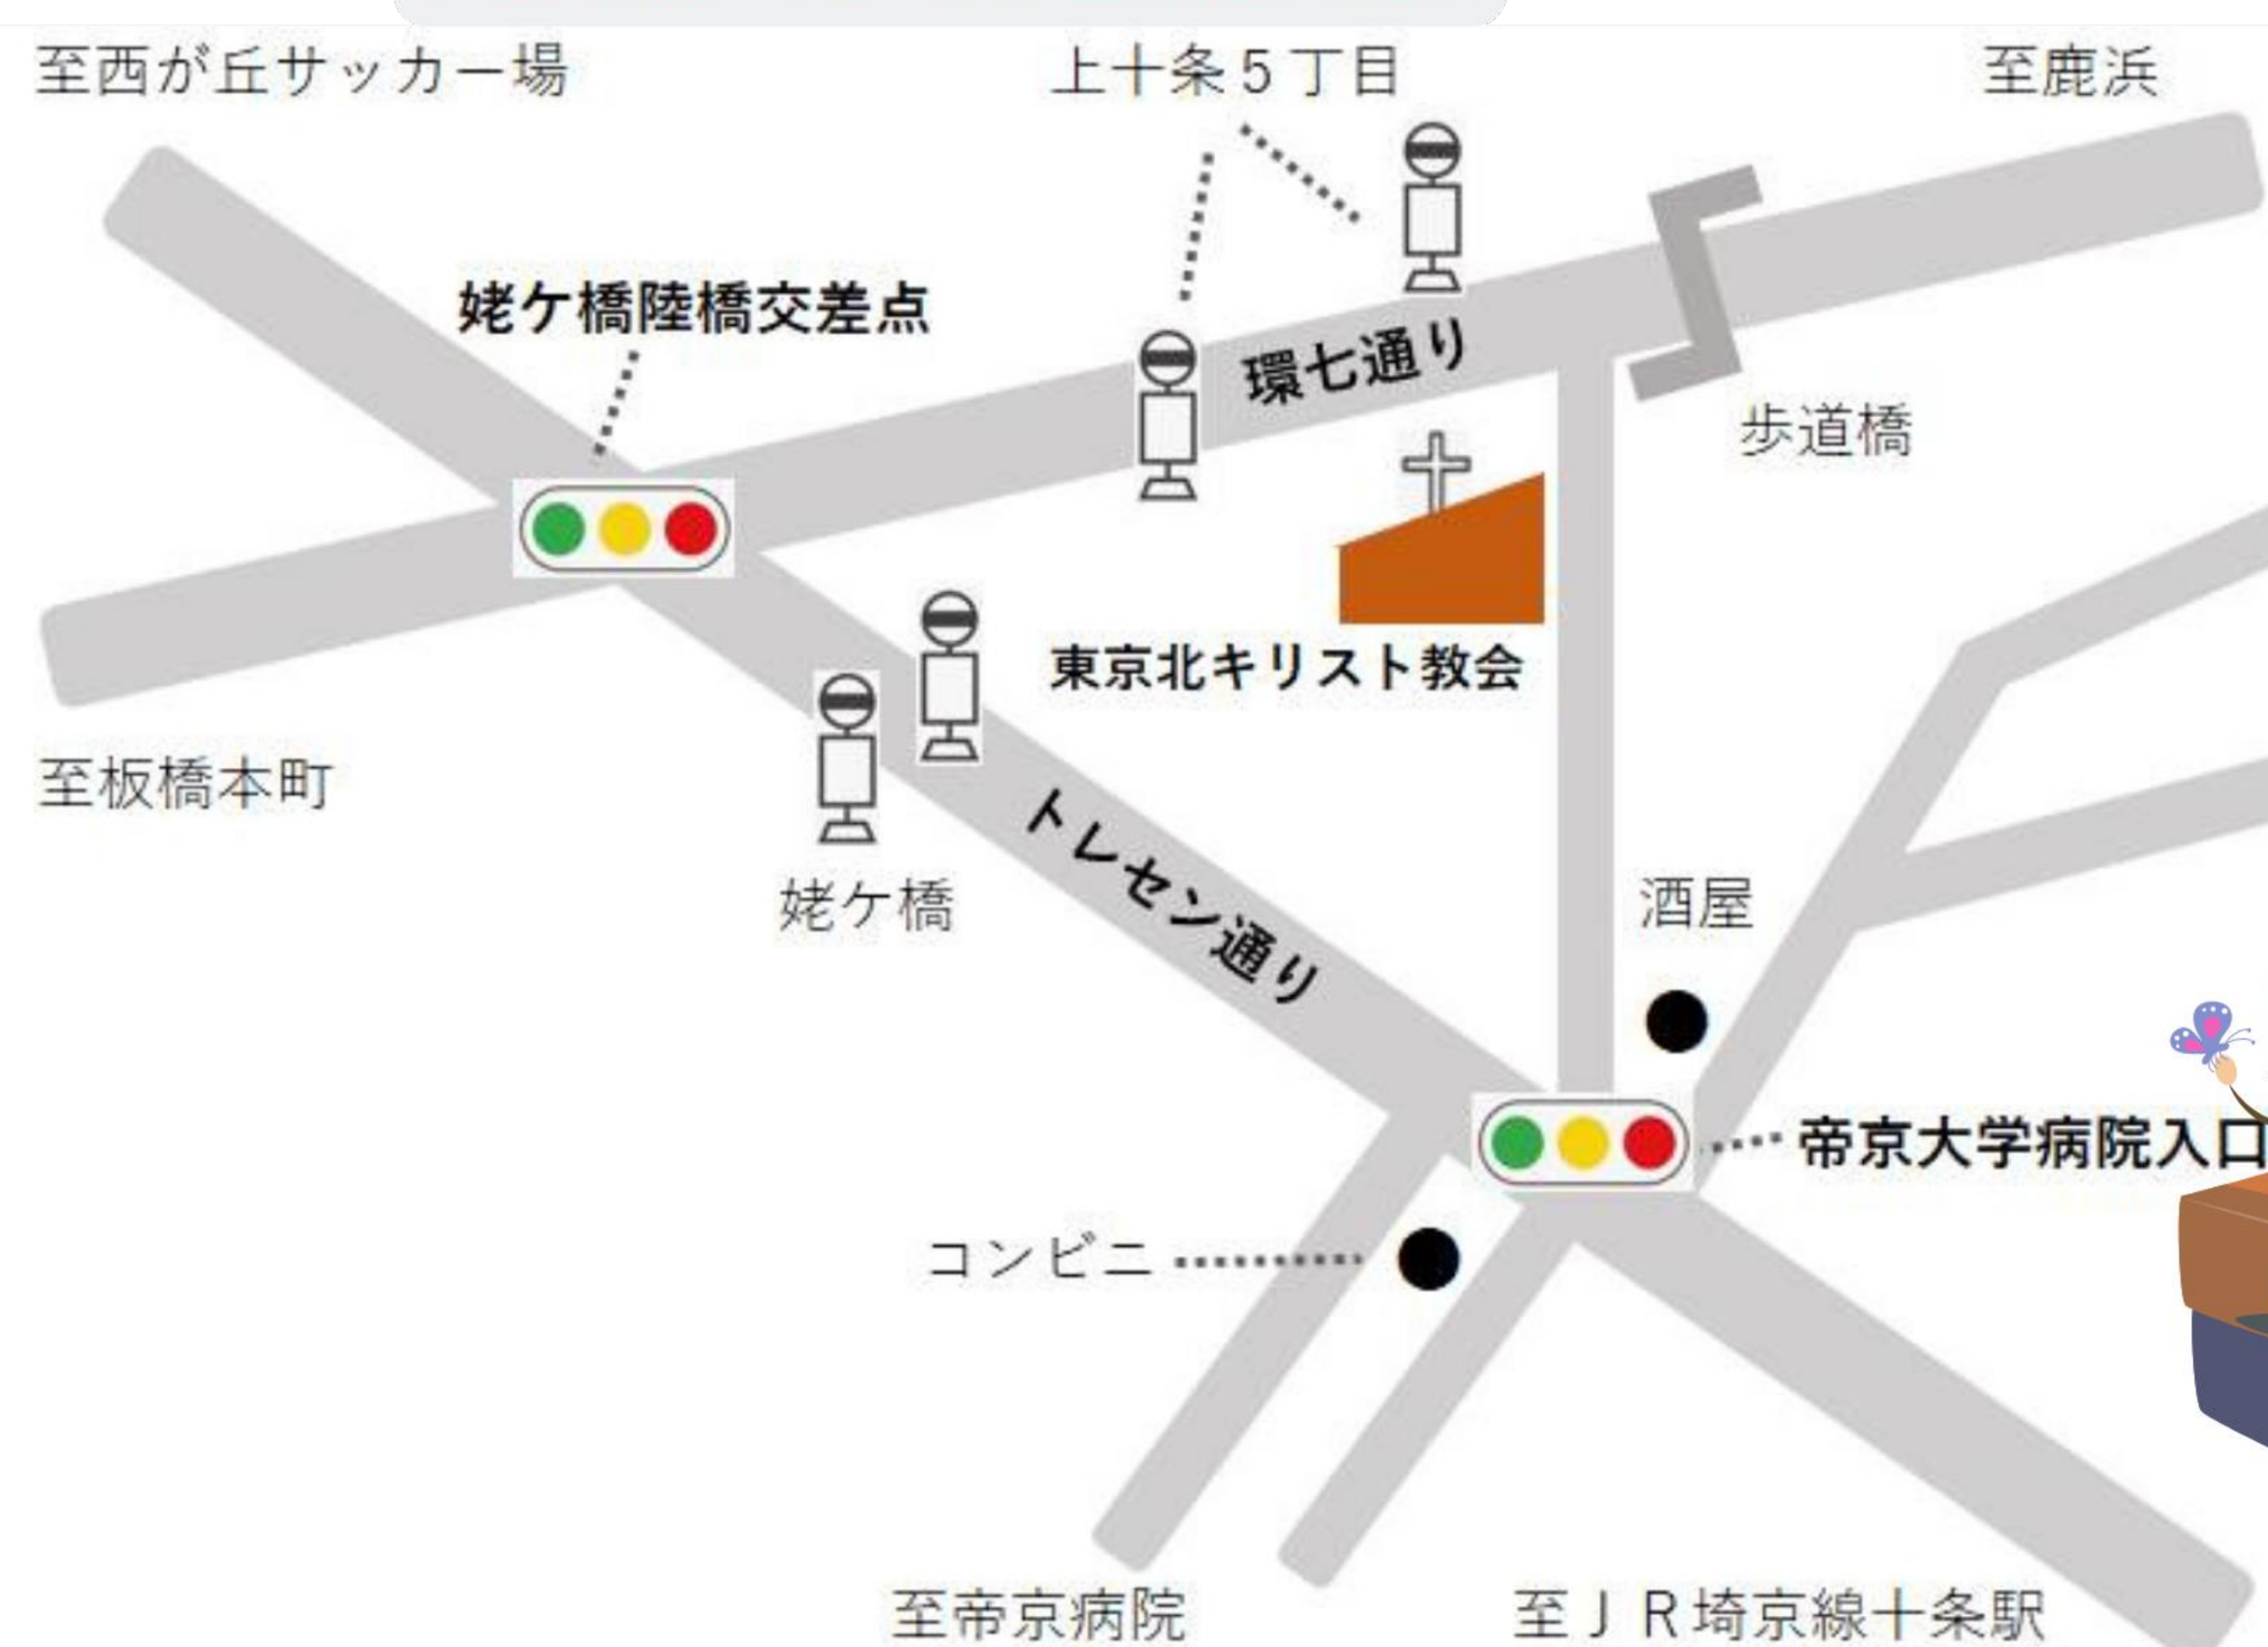 至西が丘サッカー場
上十条5丁目
至鹿浜
姥ケ橋陸橋交差点
環七通り
歩道橋
東京北キリスト教会
至板橋本町
姥ケ橋
トレセン通り
酒屋
帝京大学病院入口
コンビニ
至帝京病院
至JR埼京線十条駅